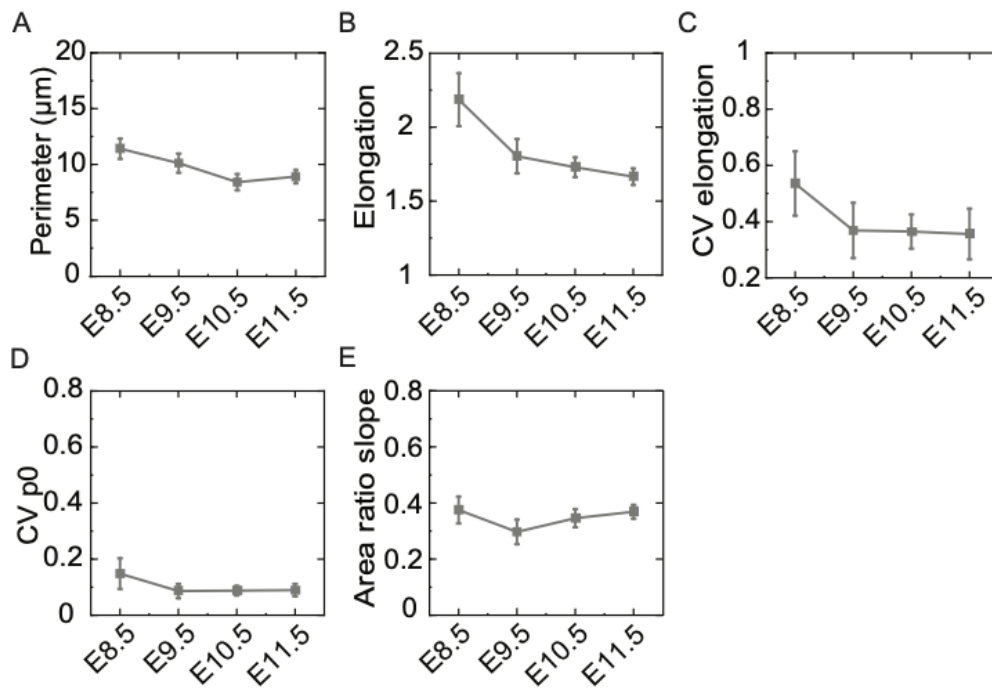 A
Perimeter (µm)
20
15
10
5
0
E8.5
E9.5
E10.5
E11.5
B
Elongation
2.5
2
1.5
1
E8.5
E9.5
E10.5
E11.5
C
CV elongation
1
0.8
0.6
0.4
0.2
E8.5
E9.5
E10.5
E11.5
D
CV p0
0.8
0.6
0.4
0.2
0
E8.5
E9.5
E10.5
E11.5
E
Area ratio slope
0.8
0.6
0.4
0.2
0
E8.5
E9.5
E10.5
E11.5